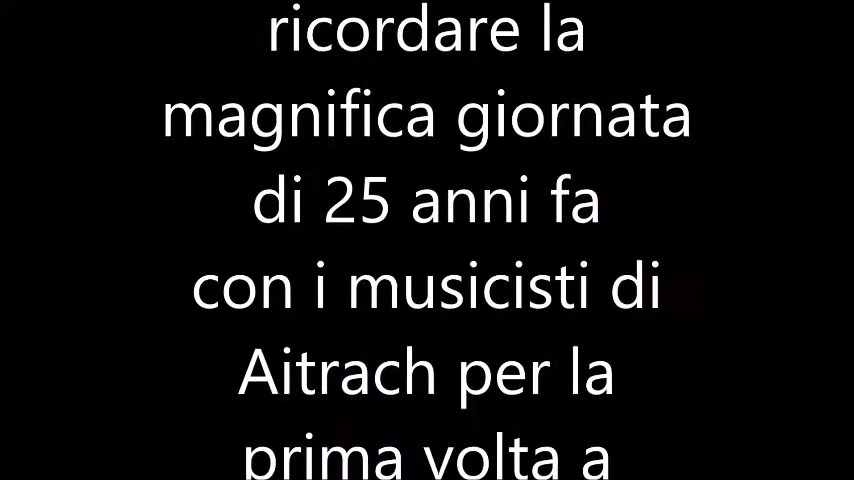 ricordare la
magnifica giornata
di 25 anni fa
con i musicisti di
Aitrach per la
prima volta a